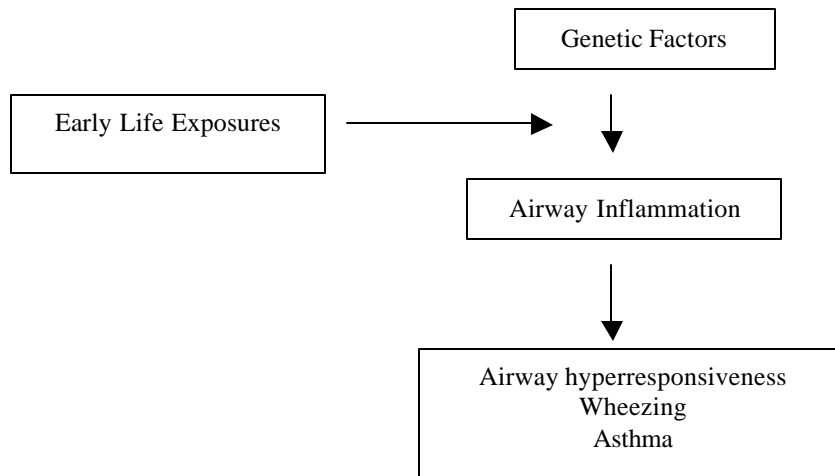 Genetic Factors
Early Life Exposures
Airway Inflammation
Airway hyperresponsiveness
Wheezing
Asthma